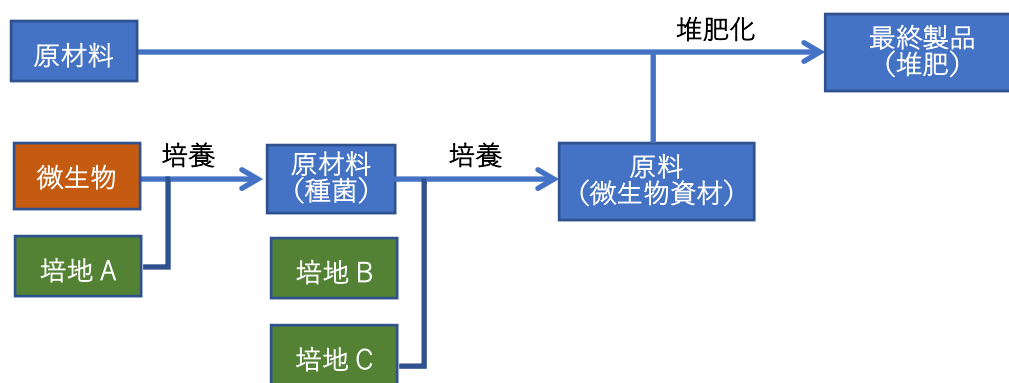 堆肥化
原材料
最終製品
（堆肥）
培養
培養
微生物
原材料
（種菌）
原料
（微生物資材）
培地 A
培地 B
培地 C